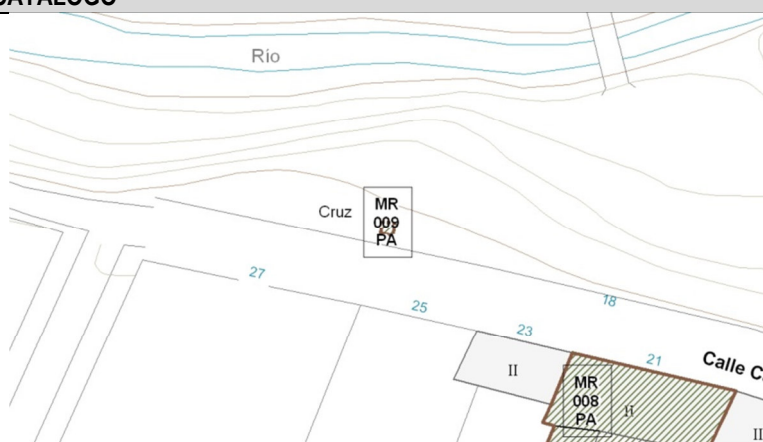 CATÁLOGO
Río
Cruz
MR
009
PA
27
25
23
18
21
Calle C
II
MR
008
PA
II
II